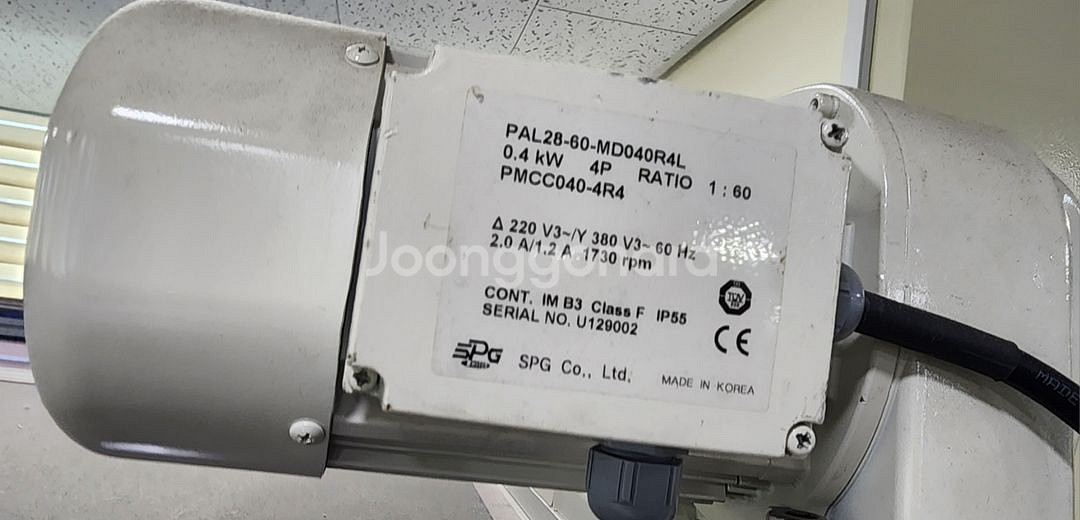 PAL28-60-MD040R4L
0.4 kW 4P RATIO 1 : 60
PMCC040-4R4
Δ 220 V3~/Y 380 V3~ 60 Hz
2.0 A/1.2 A 1730 rpm
Joonggonara
CONT. IM B3 Class F IP55
SERIAL NO. U129002
TÜV
CE
SPG
SPG Co., Ltd.
MADE IN KOREA
MADE